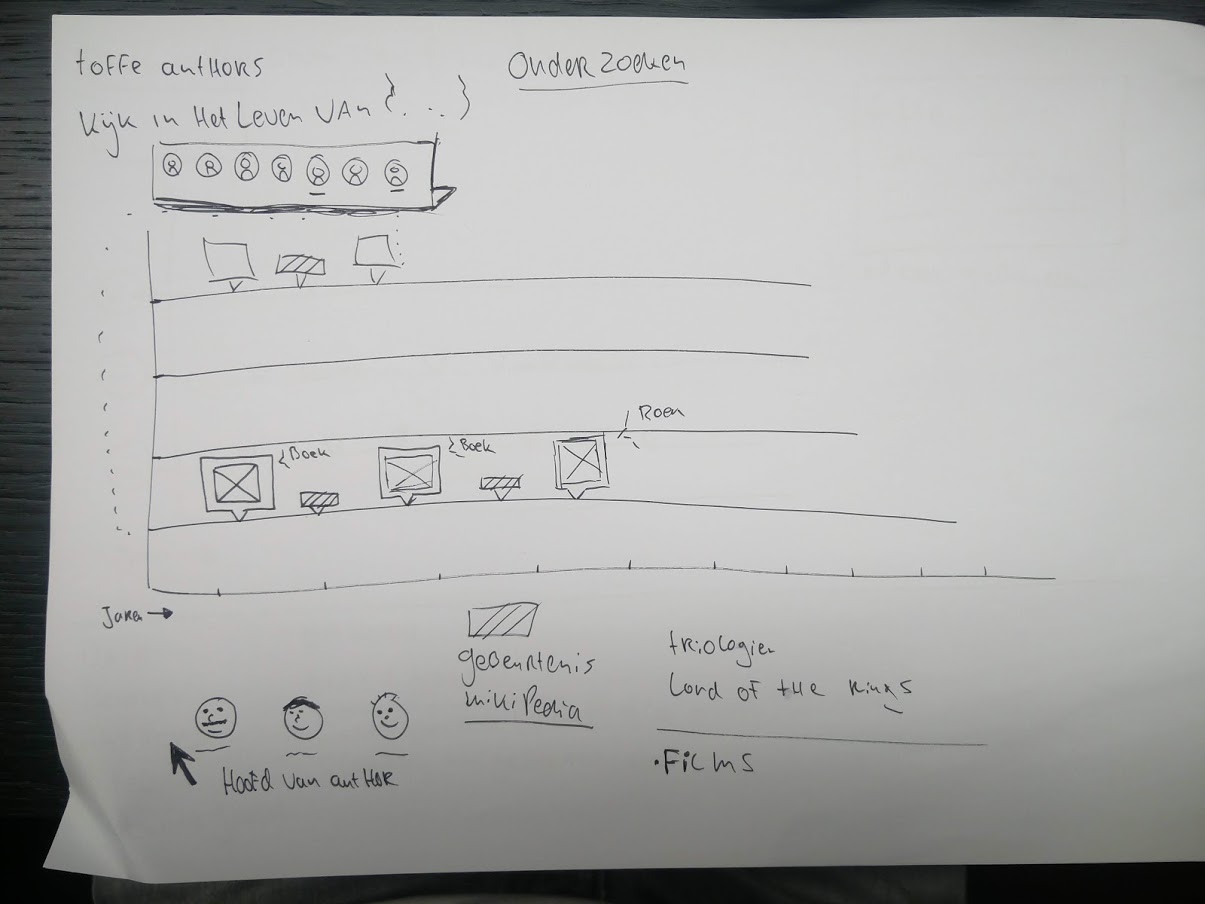 toffe autHors
Onderzoeken
Kijk in Het Leven VAn {...}
Roen
Boek
Boek
Jaren →
gebeurtenis
wikipedia
triologien
Lord of tHe rings
• Films
Hoofd van autHor